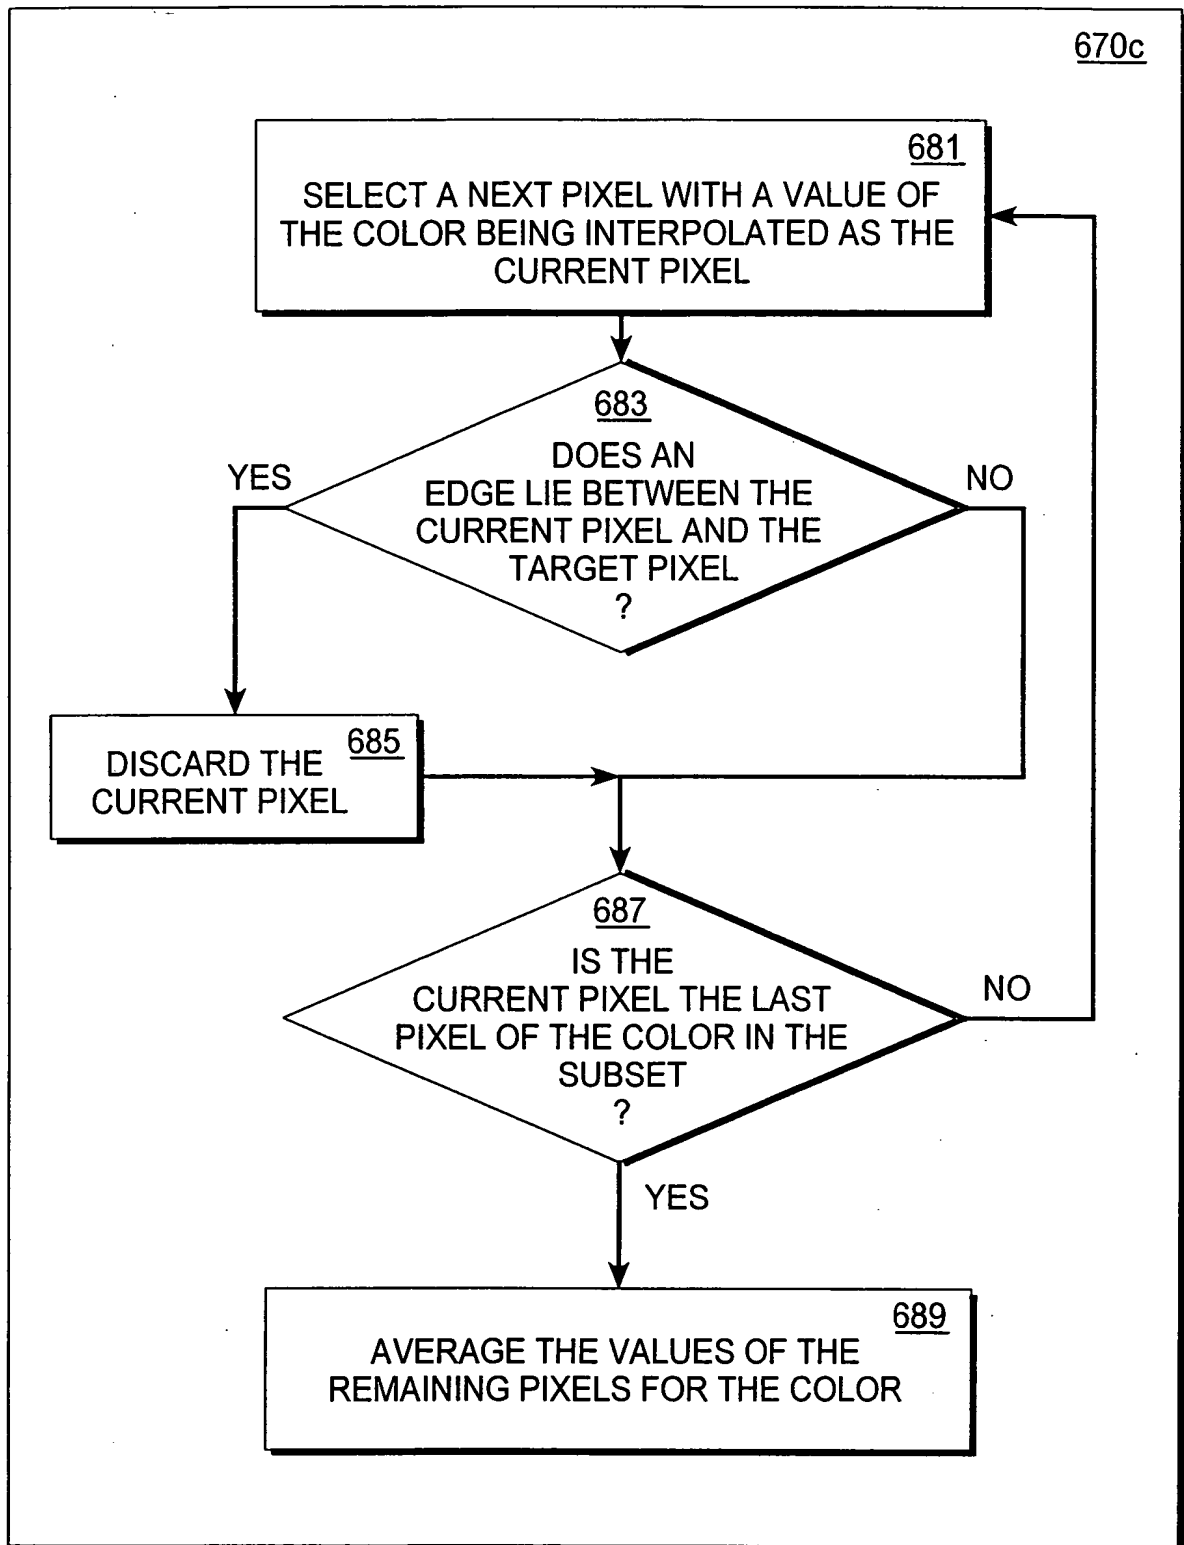 670c
681
SELECT A NEXT PIXEL WITH A VALUE OF
THE COLOR BEING INTERPOLATED AS THE
CURRENT PIXEL
683
DOES AN
EDGE LIE BETWEEN THE
CURRENT PIXEL AND THE
TARGET PIXEL
?
YES
NO
685
DISCARD THE
CURRENT PIXEL
687
IS THE
CURRENT PIXEL THE LAST
PIXEL OF THE COLOR IN THE
SUBSET
?
NO
YES
689
AVERAGE THE VALUES OF THE
REMAINING PIXELS FOR THE COLOR